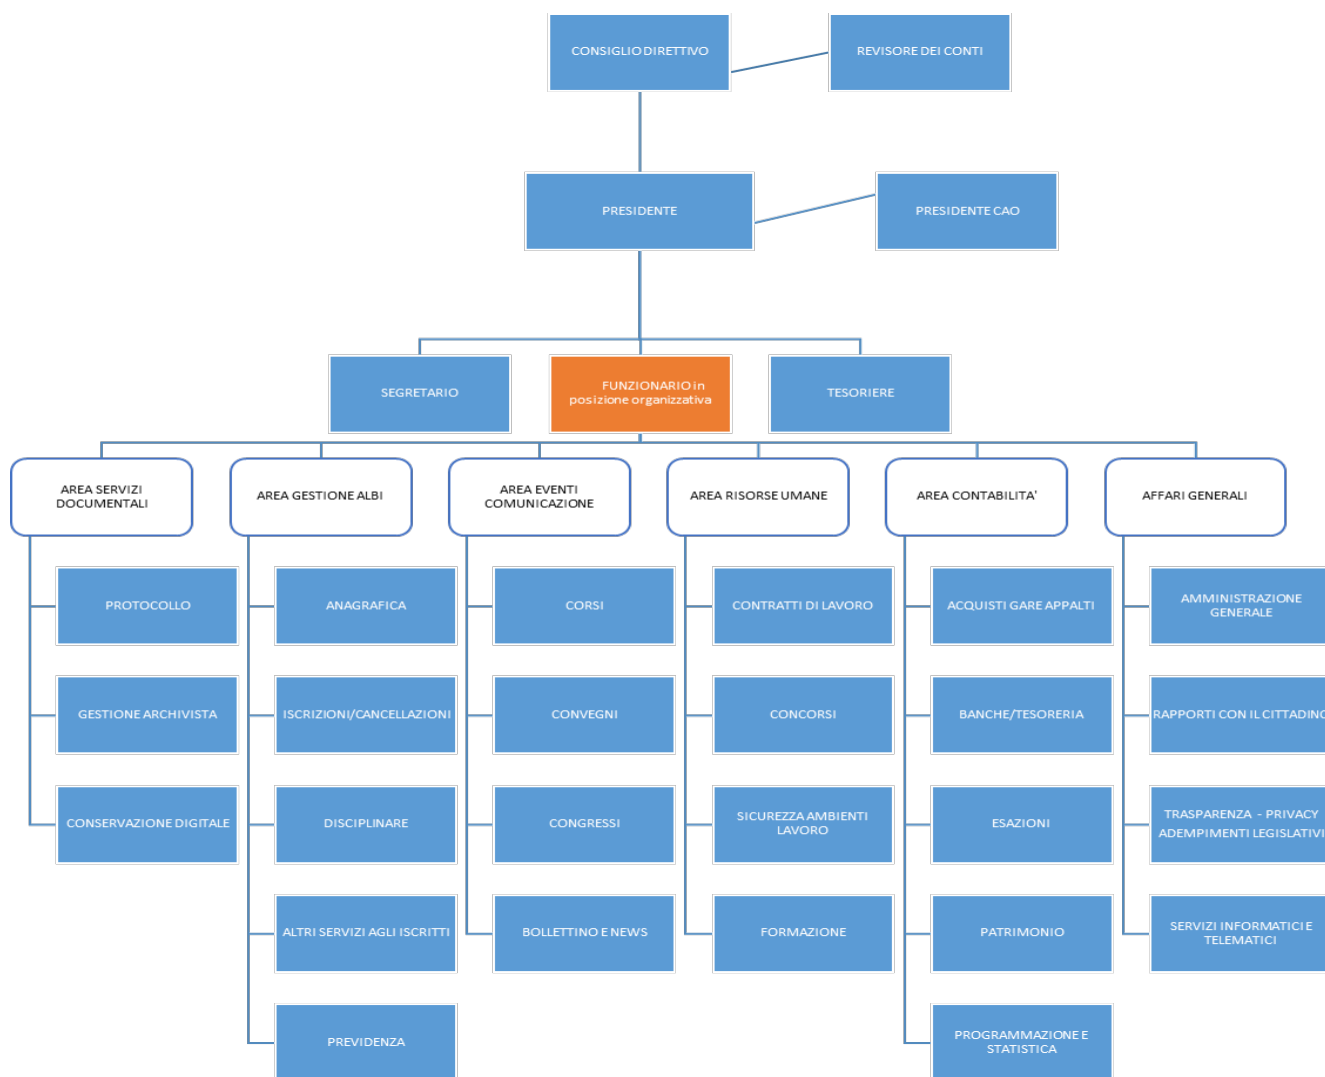 CONSIGLIO DIRETTIVO
REVISORE DEI CONTI
PRESIDENTE
PRESIDENTE CAO
SEGRETARIO
FUNZIONARIO in
posizione organizzativa
TESORIERE
AREA SERVIZI
DOCUMENTALI
AREA GESTIONE ALBI
AREA EVENTI
COMUNICAZIONE
AREA RISORSE UMANE
AREA CONTABILITA'
AFFARI GENERALI
PROTOCOLLO
GESTIONE ARCHIVISTA
CONSERVAZIONE DIGITALE
ANAGRAFICA
ISCRIZIONI/CANCELLAZIONI
DISCIPLINARE
ALTRI SERVIZI AGLI ISCRITTI
PREVIDENZA
CORSI
CONVEGNI
CONGRESSI
BOLLETTINO E NEWS
CONTRATTI DI LAVORO
CONCORSI
SICUREZZA AMBIENTI
LAVORO
FORMAZIONE
ACQUISTI GARE APPALTI
BANCHE/TESORERIA
ESAZIONI
PATRIMONIO
PROGRAMMAZIONE E
STATISTICA
AMMINISTRAZIONE
GENERALE
RAPPORTI CON IL CITTADINO
TRASPARENZA - PRIVACY
ADEMPIMENTI LEGISLATIVI
SERVIZI INFORMATICI E
TELEMATICI